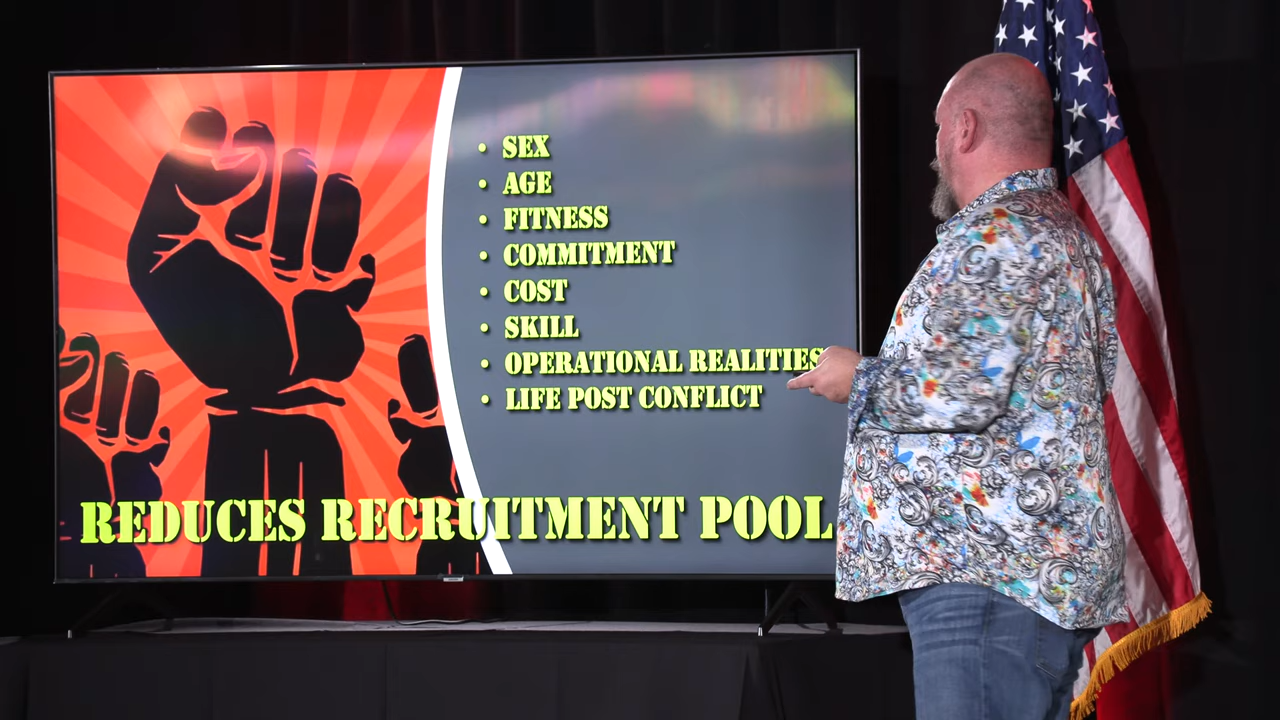 • SEX
• AGE
• FITNESS
• COMMITMENT
• COST
• SKILL
• OPERATIONAL REALITIES
• LIFE POST CONFLICT
REDUCES RECRUITMENT POOL